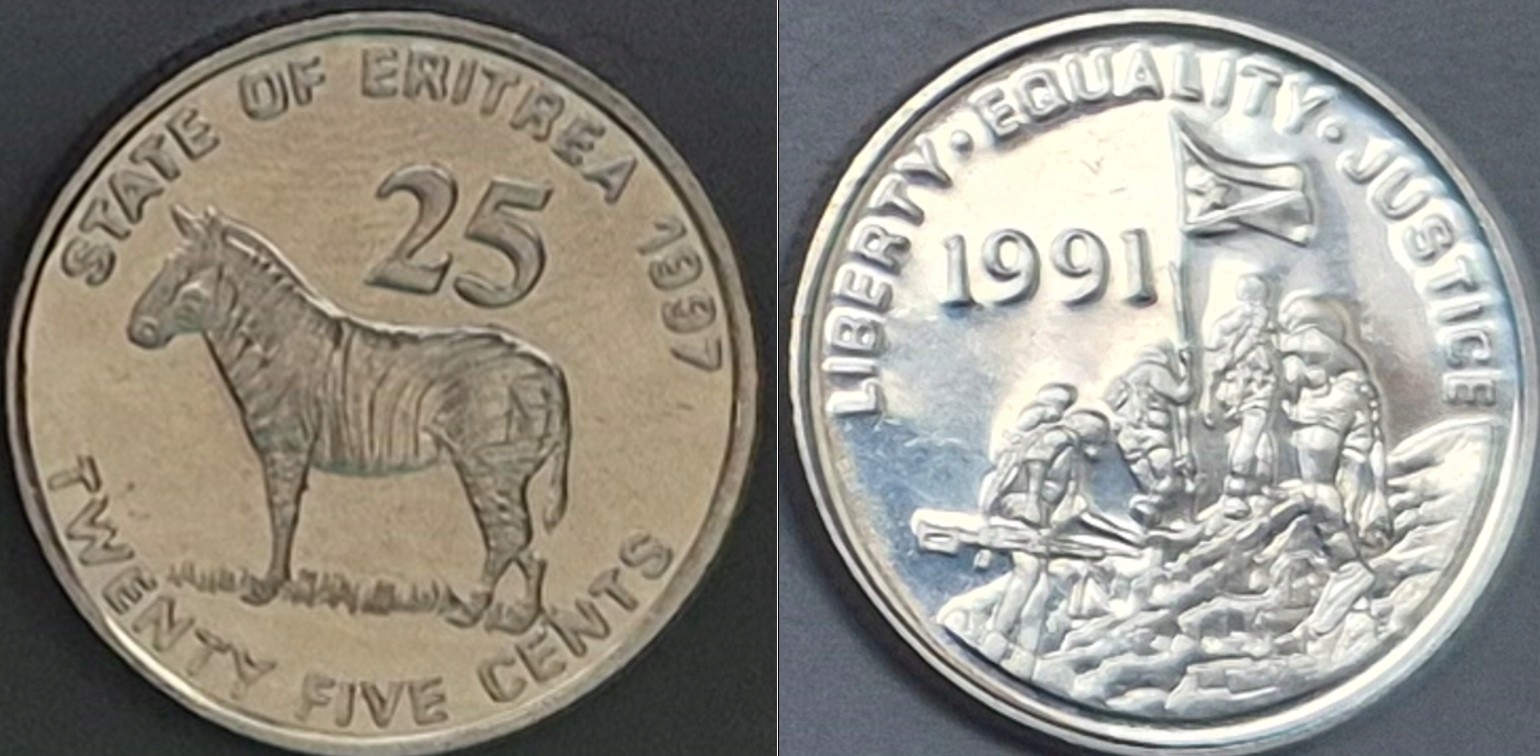 STATE OF ERITREA 1997
25
TWENTY FIVE CENTS
LIBERTY · EQUALITY · JUSTICE
1991